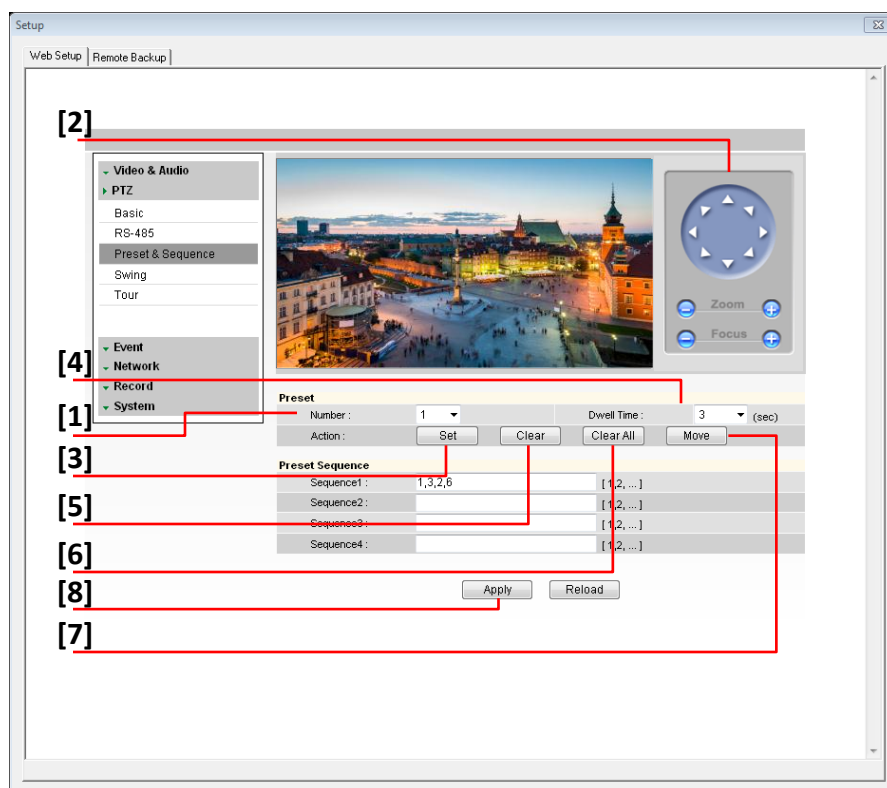 Setup
Web Setup Remote Backup
[2]
Video & Audio
PTZ
Basic
RS-485
Preset & Sequence
Swing
Tour
Event
Network
Record
System
Zoom
Focus
[4]
Preset
[1]
Number : 1 Dwell Time : 3 (sec)
Action : Set Clear Clear All Move
[3]
Preset Sequence
Sequence1 : 1,3,2,6 [ 1,2, ... ]
[5]
Sequence2 : [ 1,2, ... ]
Sequence3 : [ 1,2, ... ]
Sequence4 : [ 1,2, ... ]
[6]
[8]
Apply Reload
[7]